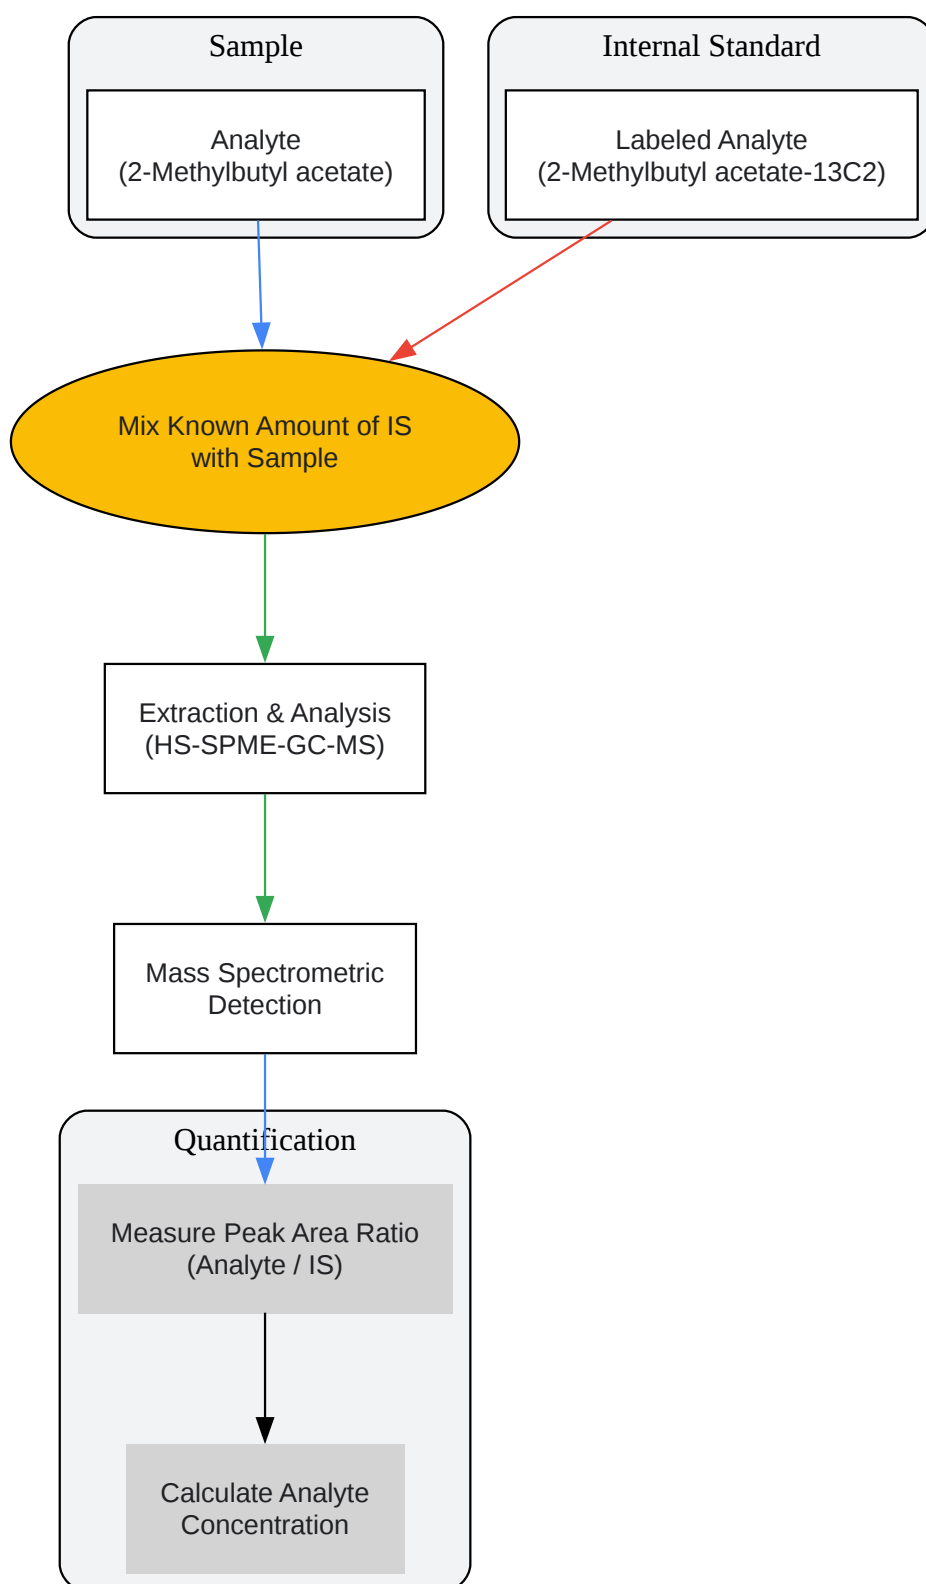 Sample
Analyte
(2-Methylbutyl acetate)
Internal Standard
Labeled Analyte
(2-Methylbutyl acetate-13C2)
Mix Known Amount of IS
with Sample
Extraction & Analysis
(HS-SPME-GC-MS)
Mass Spectrometric
Detection
Quantification
Measure Peak Area Ratio
(Analyte / IS)
Calculate Analyte
Concentration